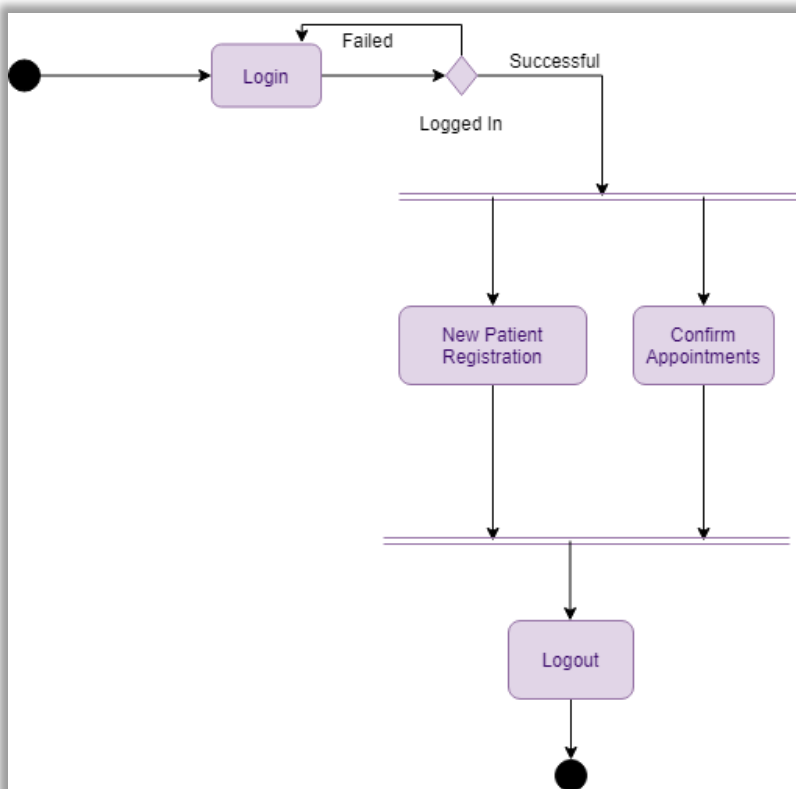 Failed
Login
Successful
Logged In
New Patient
Registration
Confirm
Appointments
Logout